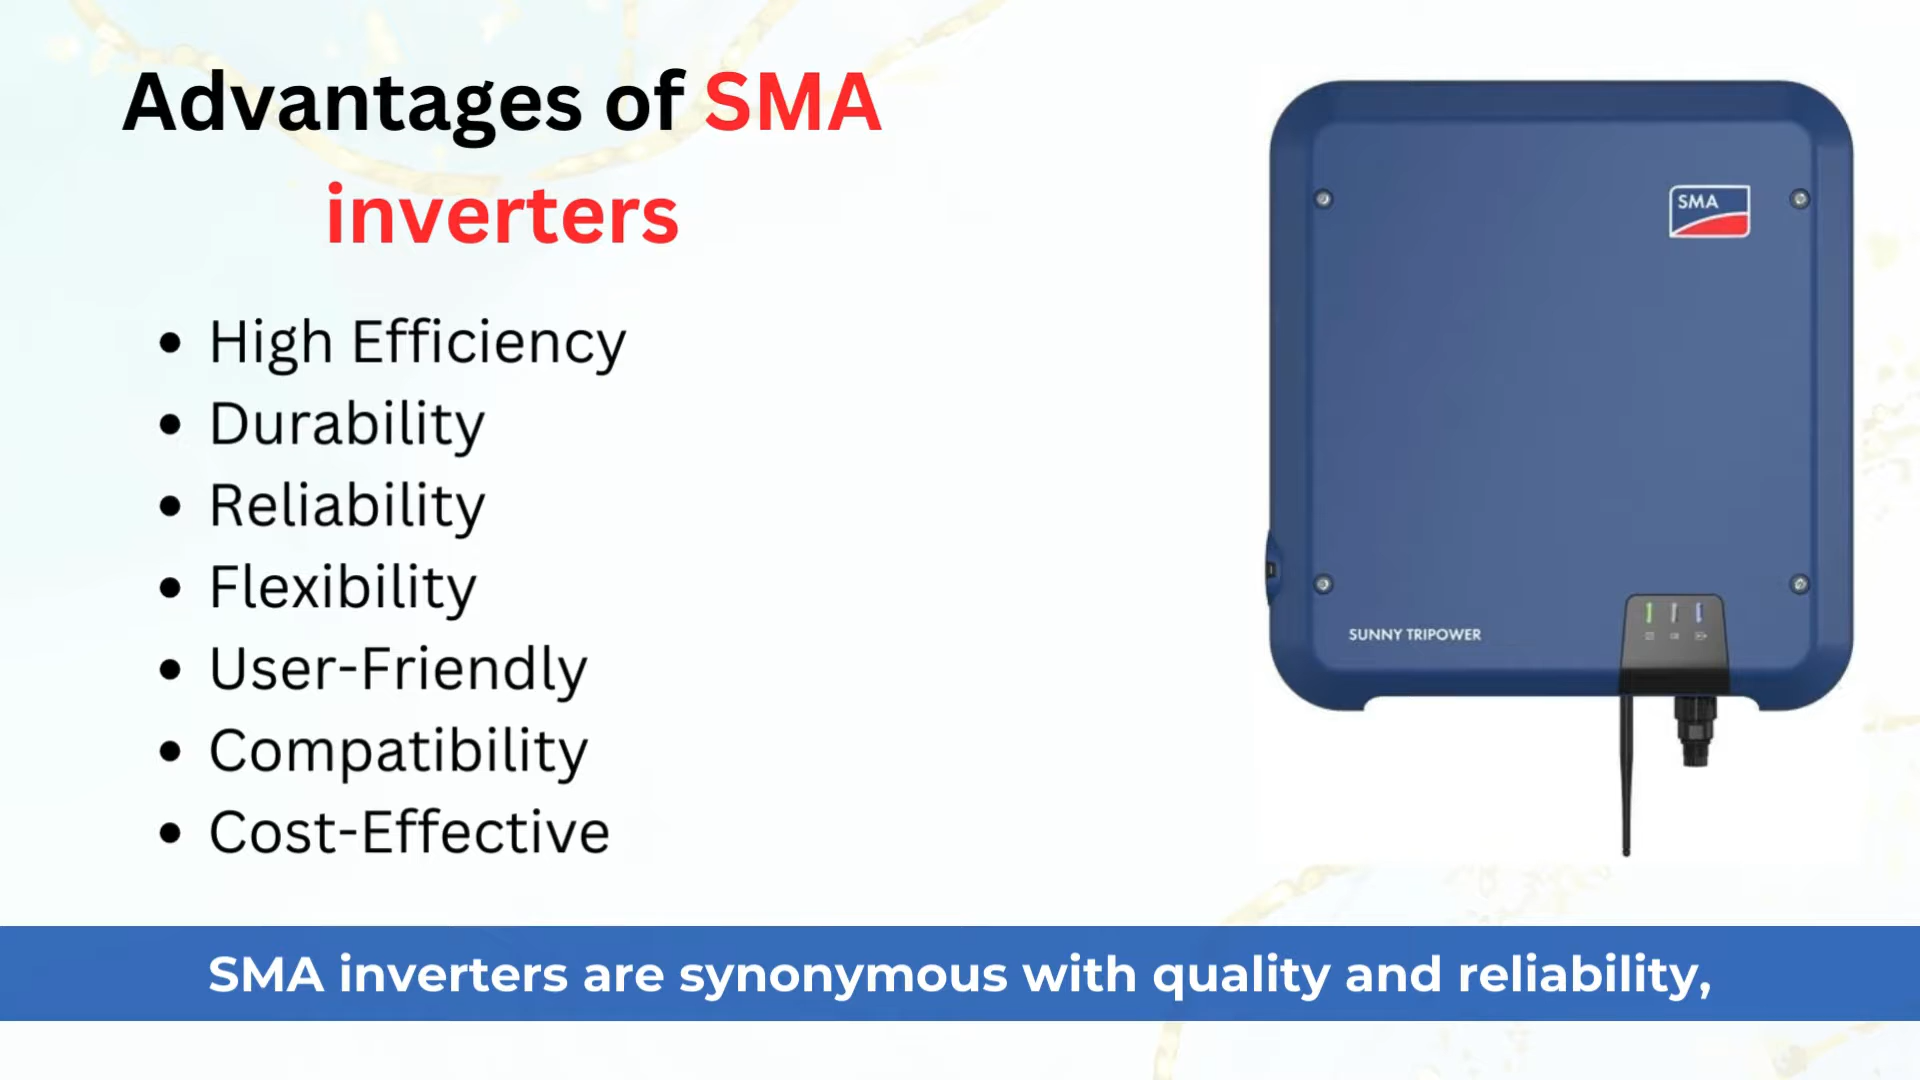 Advantages of SMA
inverters
• High Efficiency
• Durability
• Reliability
• Flexibility
• User-Friendly
• Compatibility
• Cost-Effective
SMA
SUNNY TRIPOWER
SMA inverters are synonymous with quality and reliability,